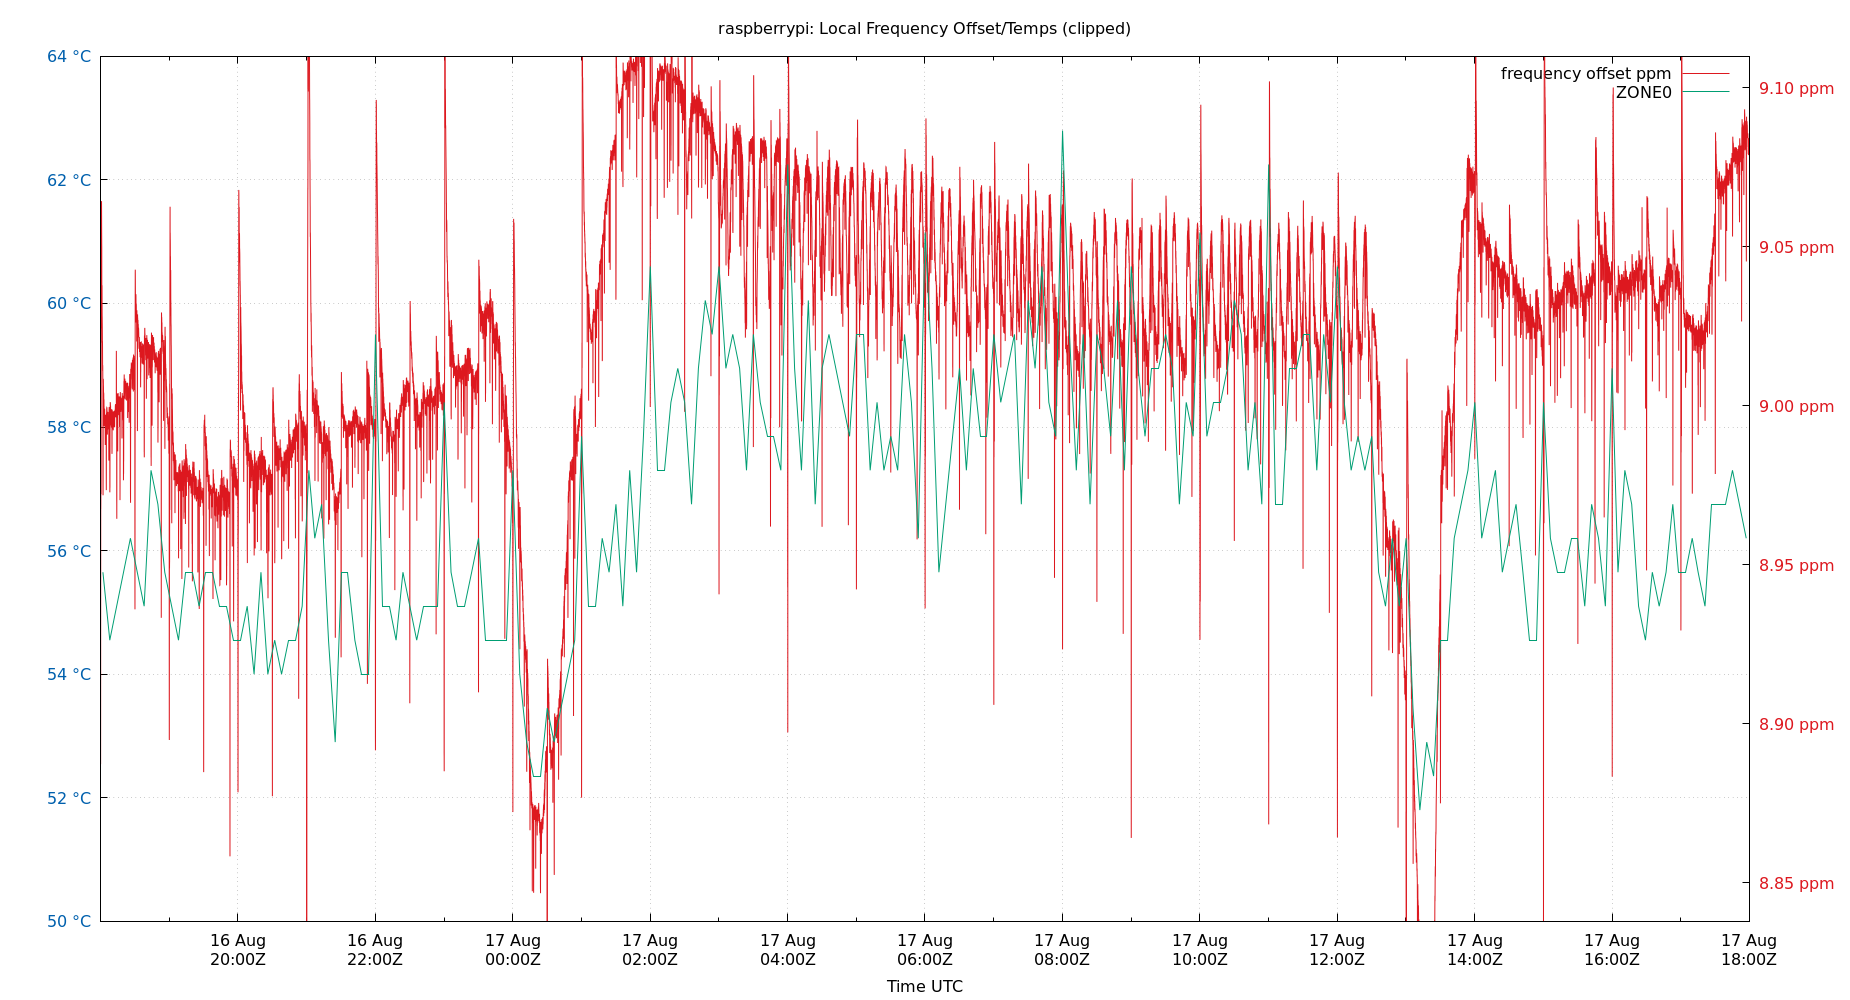 raspberrypi: Local Frequency Offset/Temps (clipped)
frequency offset ppm
ZONE0
64 °C
62 °C
60 °C
58 °C
56 °C
54 °C
52 °C
50 °C
9.10 ppm
9.05 ppm
9.00 ppm
8.95 ppm
8.90 ppm
8.85 ppm
16 Aug
20:00Z
16 Aug
22:00Z
17 Aug
00:00Z
17 Aug
02:00Z
17 Aug
04:00Z
17 Aug
06:00Z
17 Aug
08:00Z
17 Aug
10:00Z
17 Aug
12:00Z
17 Aug
14:00Z
17 Aug
16:00Z
17 Aug
18:00Z
Time UTC